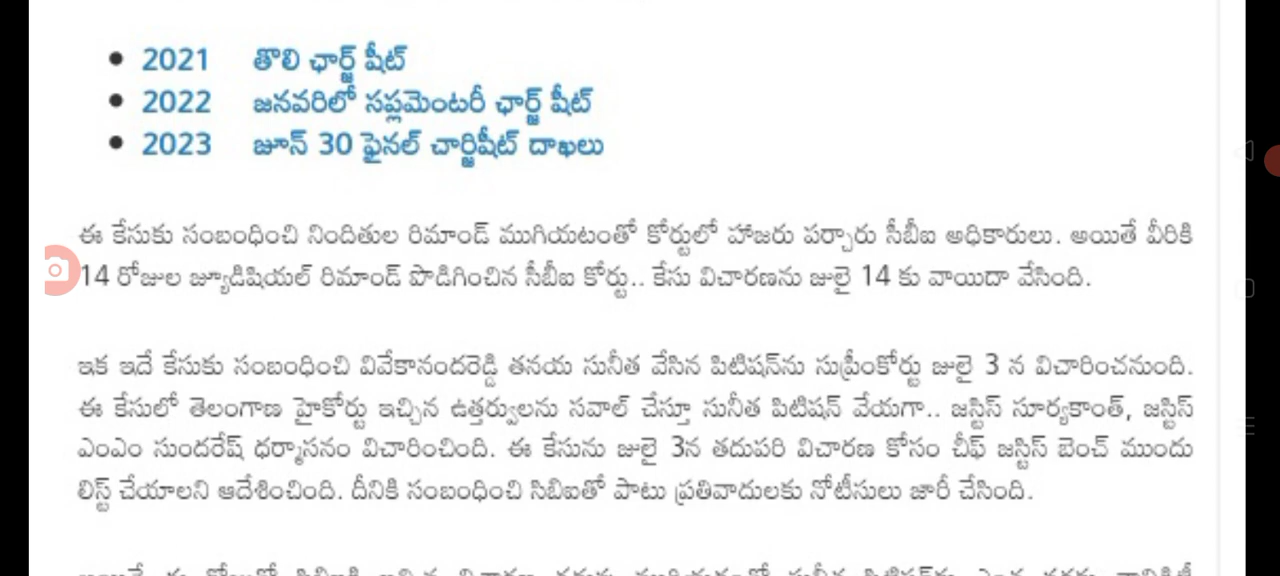 2021 తొలి ఛార్జ్ షీట్
2022 జనవరిలో సప్లమెంటరీ ఛార్జ్ షీట్
2023 జూన్ 30 ఫైనల్ చార్జిషీట్ దాఖలు
ఈ కేసుకు సంబంధించి నిందితుల రిమాండ్ ముగియటంతో కోర్టులో హాజరు పర్చారు సీబీఐ అధికారులు. అయితే వీరికి
14 రోజుల జ్యూడిషియల్ రిమాండ్ పొడిగించిన సీబీఐ కోర్టు.. కేసు విచారణను జులై 14 కు వాయిదా వేసింది.
ఇక ఇదే కేసుకు సంబంధించి వివేకానందరెడ్డి తనయ సునీత వేసిన పిటిషన్‌ను సుప్రీంకోర్టు జులై 3 న విచారించనుంది.
ఈ కేసులో తెలంగాణ హైకోర్టు ఇచ్చిన ఉత్తర్వులను సవాల్ చేస్తూ సునీత పిటిషన్ వేయగా.. జస్టిస్ సూర్యకాంత్, జస్టిస్
ఎంఎం సుందరేష్ ధర్మాసనం విచారించింది. ఈ కేసును జులై 3న తదుపరి విచారణ కోసం చీఫ్ జస్టిస్ బెంచ్ ముందు
లిస్ట్ చేయాలని ఆదేశించింది. దీనికి సంబంధించి సిబిఐతో పాటు ప్రతివాదులకు నోటీసులు జారీ చేసింది.